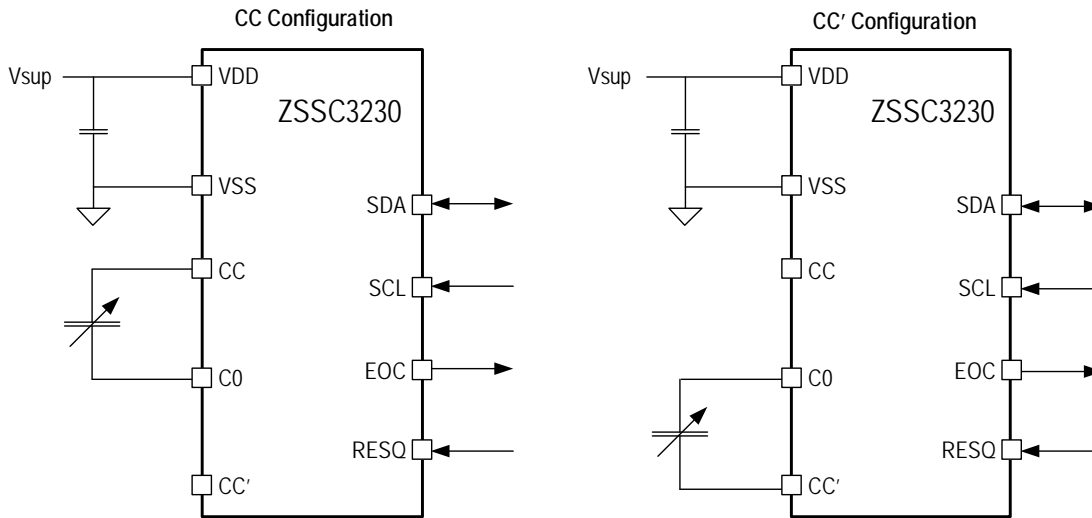 CC Configuration
Vsup
VDD
ZSSC3230
VSS
SDA
CC
SCL
C0
EOC
RESQ
CC'
CC' Configuration
Vsup
VDD
ZSSC3230
VSS
SDA
CC
SCL
C0
EOC
RESQ
CC'